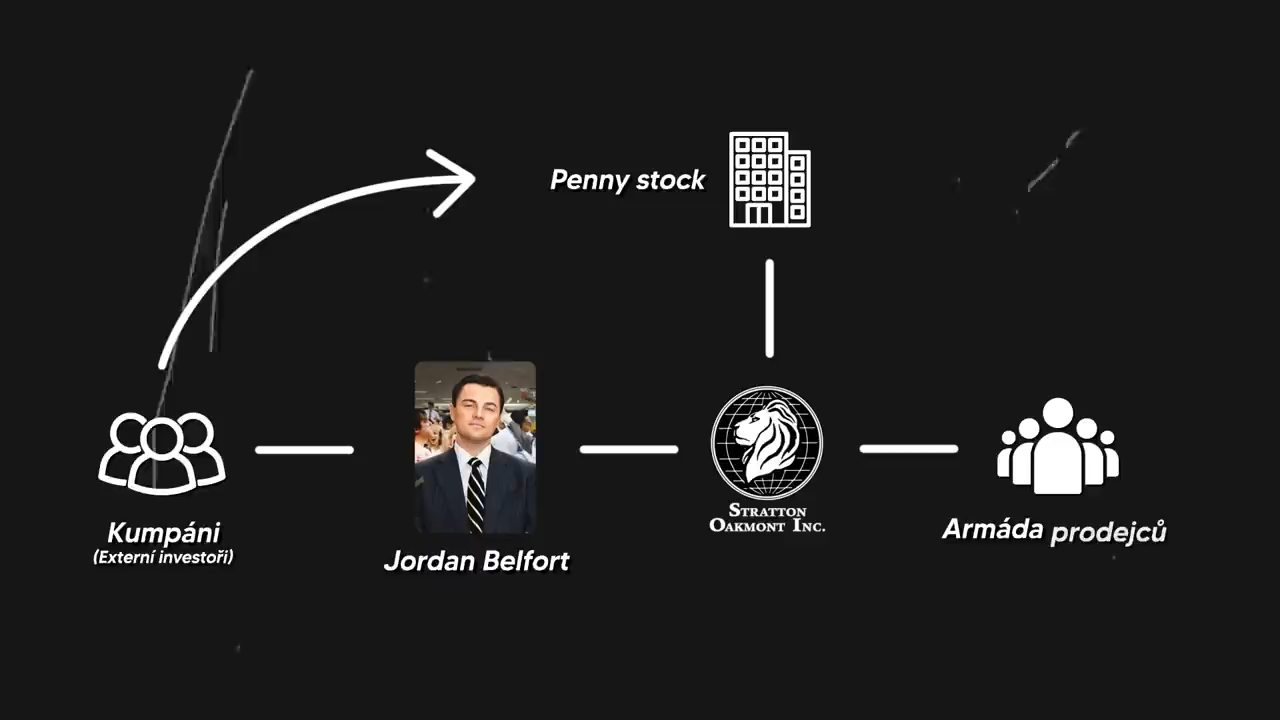 Penny stock
STRATTON
OAKMONT INC.
Kumpáni
(Externí investoři)
Jordan Belfort
Armáda prodejců